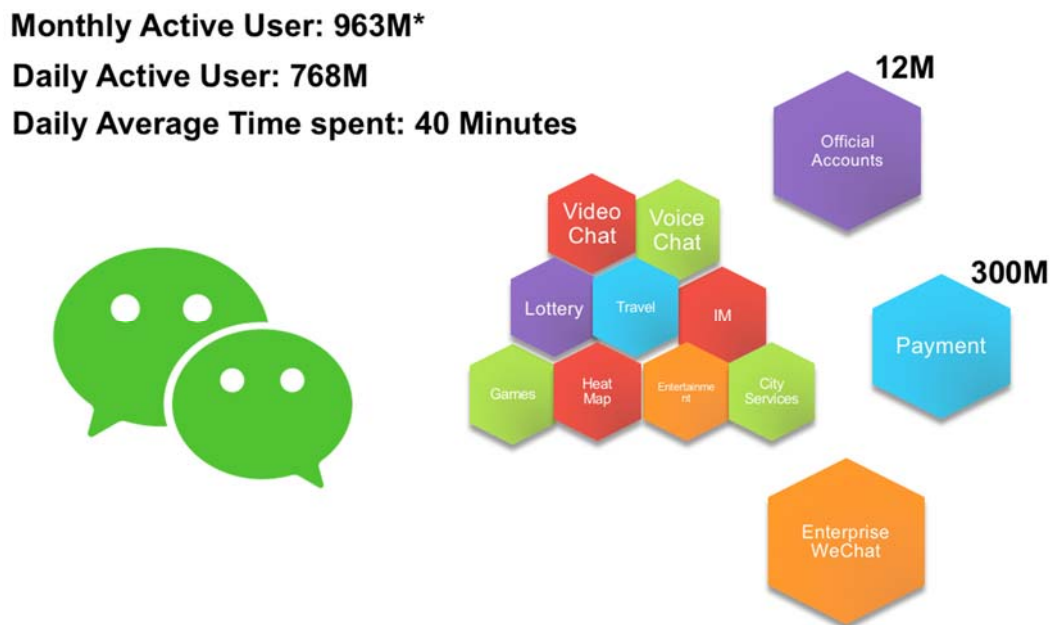 Monthly Active User: 963M*
Daily Active User: 768M
Daily Average Time spent: 40 Minutes
12M
Official
Accounts
Video
Chat
Voice
Chat
Lottery
Travel
IM
300M
Payment
Games
Heat
Map
Entertainme
nt
City
Services
Enterprise
WeChat